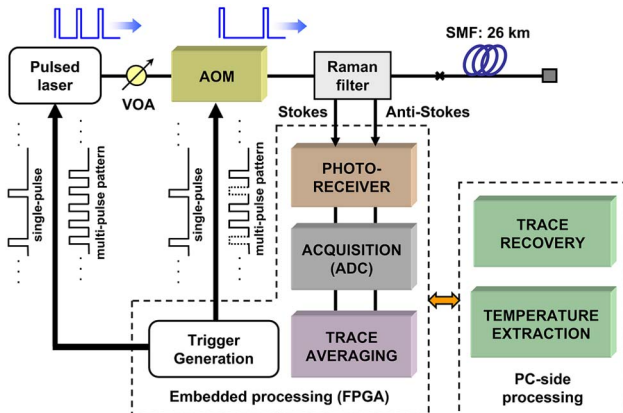 SMF: 26 km
Pulsed
laser
VOA
AOM
Raman
filter
Stokes
Anti-Stokes
single-pulse
multi-pulse pattern
single-pulse
multi-pulse pattern
PHOTO-
RECEIVER
ACQUISITION
(ADC)
TRACE
AVERAGING
TRACE
RECOVERY
TEMPERATURE
EXTRACTION
Trigger
Generation
Embedded processing (FPGA)
PC-side
processing